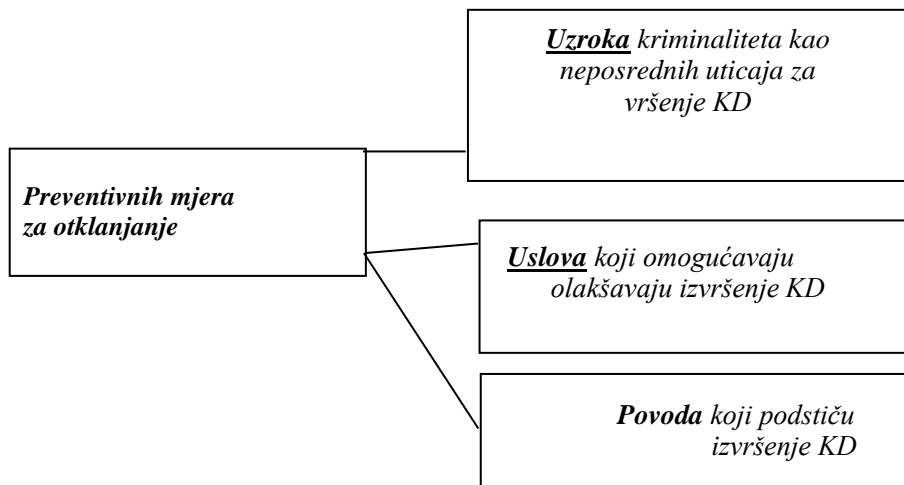 Uzroka kriminaliteta kao
neposrednih uticaja za
vršenje KD
Preventivnih mjera
za otklanjanje
Uslova koji omogućavaju
olakšavaju izvršenje KD
Povoda koji podstiču
izvršenje KD